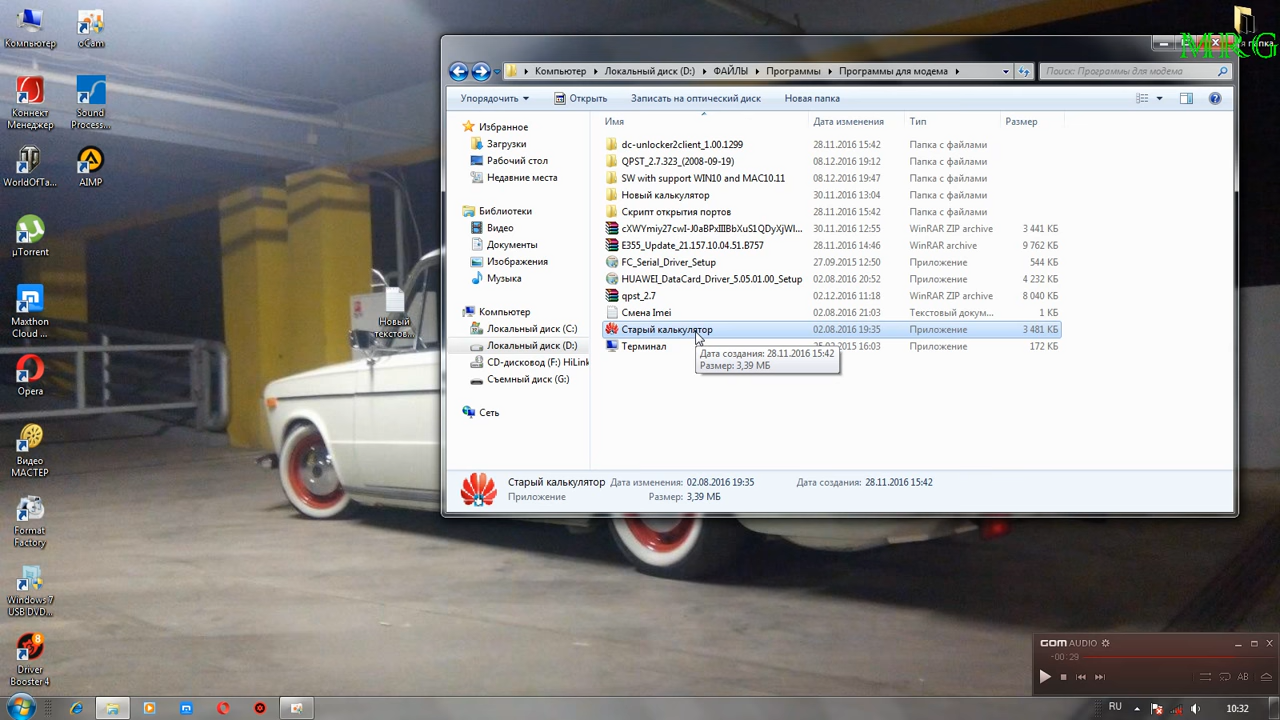 Компьютер
oCam
Коннект
Менеджер
Sound
Process...
WorldOfTa...
AIMP
µTorrent
Maxthon
Cloud ...
Opera
Видео
МАСТЕР
Format
Factory
Windows 7
USB DVD...
Driver
Booster 4
Новый
текстов...
MRG
Компьютер
Локальный диск (D:)
ФАЙЛЫ
Программы
Программы для модема
Поиск: Программы для модема
Упорядочить
Открыть
Записать на оптический диск
Новая папка
Избранное
Загрузки
Рабочий стол
Недавние места
Библиотеки
Видео
Документы
Изображения
Музыка
Компьютер
Локальный диск (C:)
Локальный диск (D:)
CD-дисковод (F:) HiLink
Съемный диск (G:)
Сеть
Имя Дата изменения Тип Размер
dc-unlocker2client_1.00.1299 28.11.2016 15:42 Папка с файлами
QPST_2.7.323_(2008-09-19) 08.12.2016 19:12 Папка с файлами
SW with support WIN10 and MAC10.11 08.12.2016 19:47 Папка с файлами
Новый калькулятор 30.11.2016 13:04 Папка с файлами
Скрипт открытия портов 28.11.2016 15:42 Папка с файлами
30.11.2016 12:55 WinRAR ZIP archive 3 441 КБ
E355_Update_21.157.10.04.51.B757 28.11.2016 14:46 WinRAR archive 9 762 КБ
FC_Serial_Driver_Setup 27.09.2015 12:50 Приложение 544 КБ
HUAWEI_DataCard_Driver_5.05.01.00_Setup 02.08.2016 20:52 Приложение 4 232 КБ
qpst_2.7 02.12.2016 11:18 WinRAR ZIP archive 8 040 КБ
Смена Imei 02.08.2016 21:03 Текстовый докум... 1 КБ
Старый калькулятор 02.08.2016 19:35 Приложение 3 481 КБ
Терминал 16:03 Приложение 172 КБ
Дата создания: 28.11.2016 15:42
Размер: 3,39 МБ
Старый калькулятор Дата изменения: 02.08.2016 19:35 Дата создания: 28.11.2016 15:42
Приложение Размер: 3,39 МБ
GOM AUDIO
-00:29
AB
RU
10:32